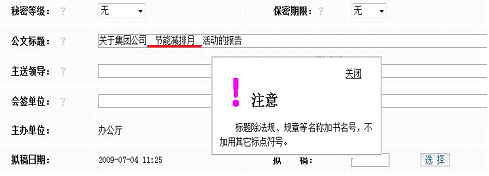 秘密等级： ? 无 保密期限： ? 无
公文标题： ? 关于集团公司 节能减排月 活动的报告
主送领导： ?
关闭
! 注意
会签单位： ?
标题除法规、规章等名称加书名号，不
加用其它标点符号。
主办单位： 办公厅
拟稿日期： 2009-07-04 11:25 拟 稿： 选 择